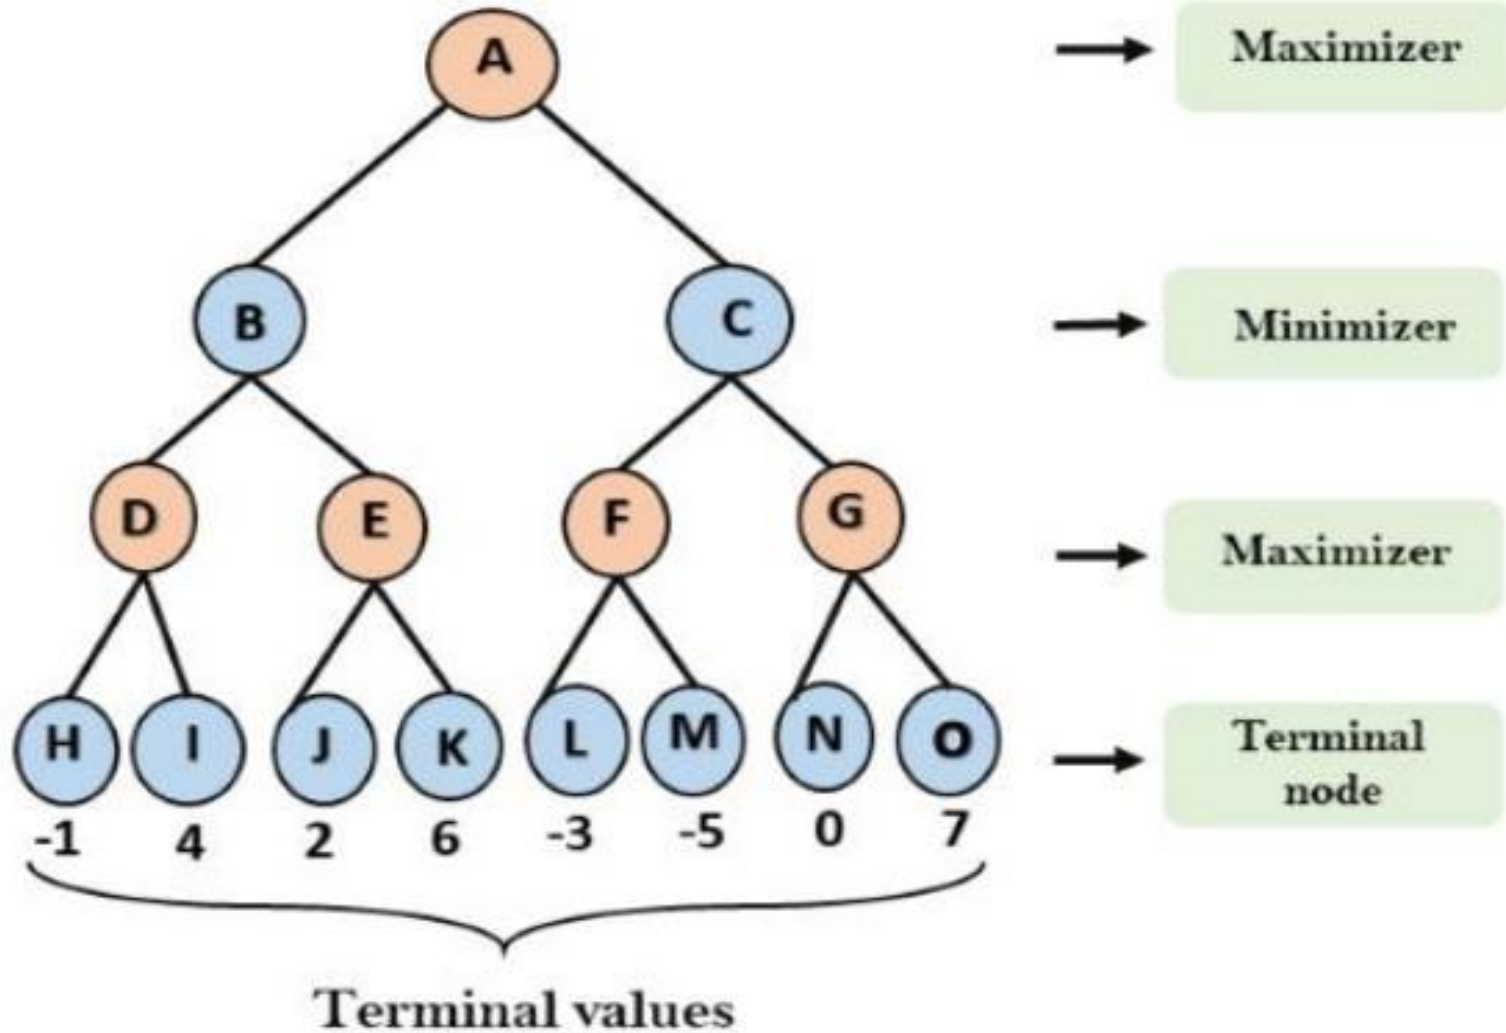 A
Maximizer
B
C
Minimizer
D
E
F
G
Maximizer
H
I
J
K
L
M
N
O
Terminal
node
-1
4
2
6
-3
-5
0
7
Terminal values